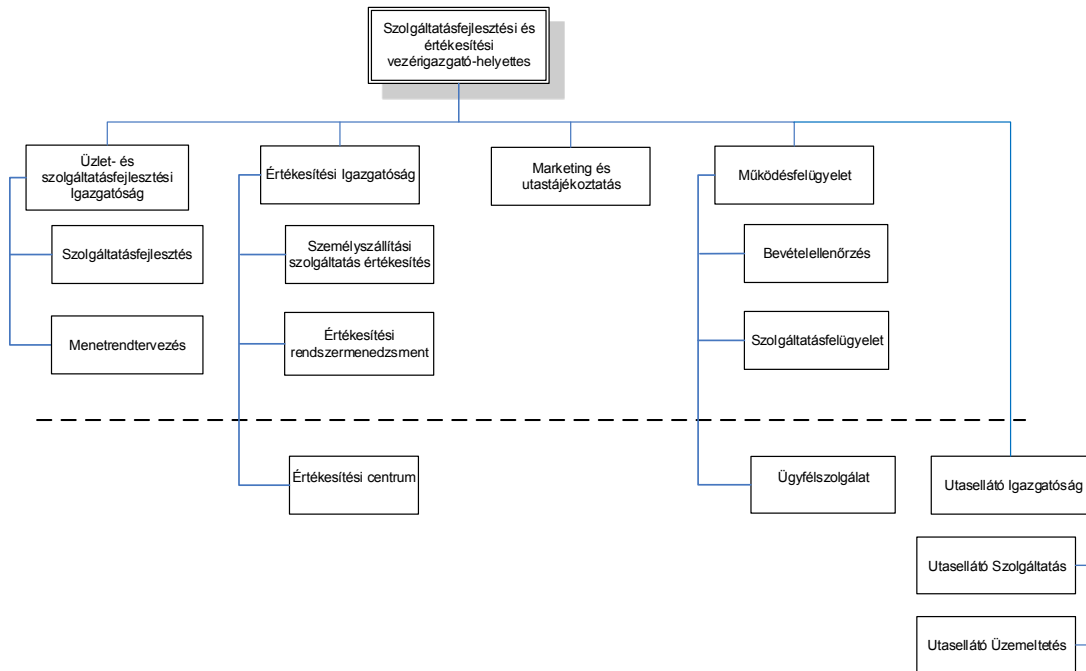 Szolgáltatásfejlesztési és
értékesítési
vezérigazgató-helyettes
Üzlet- és
szolgáltatásfejlesztési
Igazgatóság
Értékesítési Igazgatóság
Marketing és
utastájékoztatás
Működésfelügyelet
Szolgáltatásfejlesztés
Személyszállítási
szolgáltatás értékesítés
Bevételellenőrzés
Menetrendtervezés
Értékesítési
rendszermenedzsment
Szolgáltatásfelügyelet
Értékesítési centrum
Ügyfélszolgálat
Utasellátó Igazgatóság
Utasellátó Szolgáltatás
Utasellátó Üzemeltetés